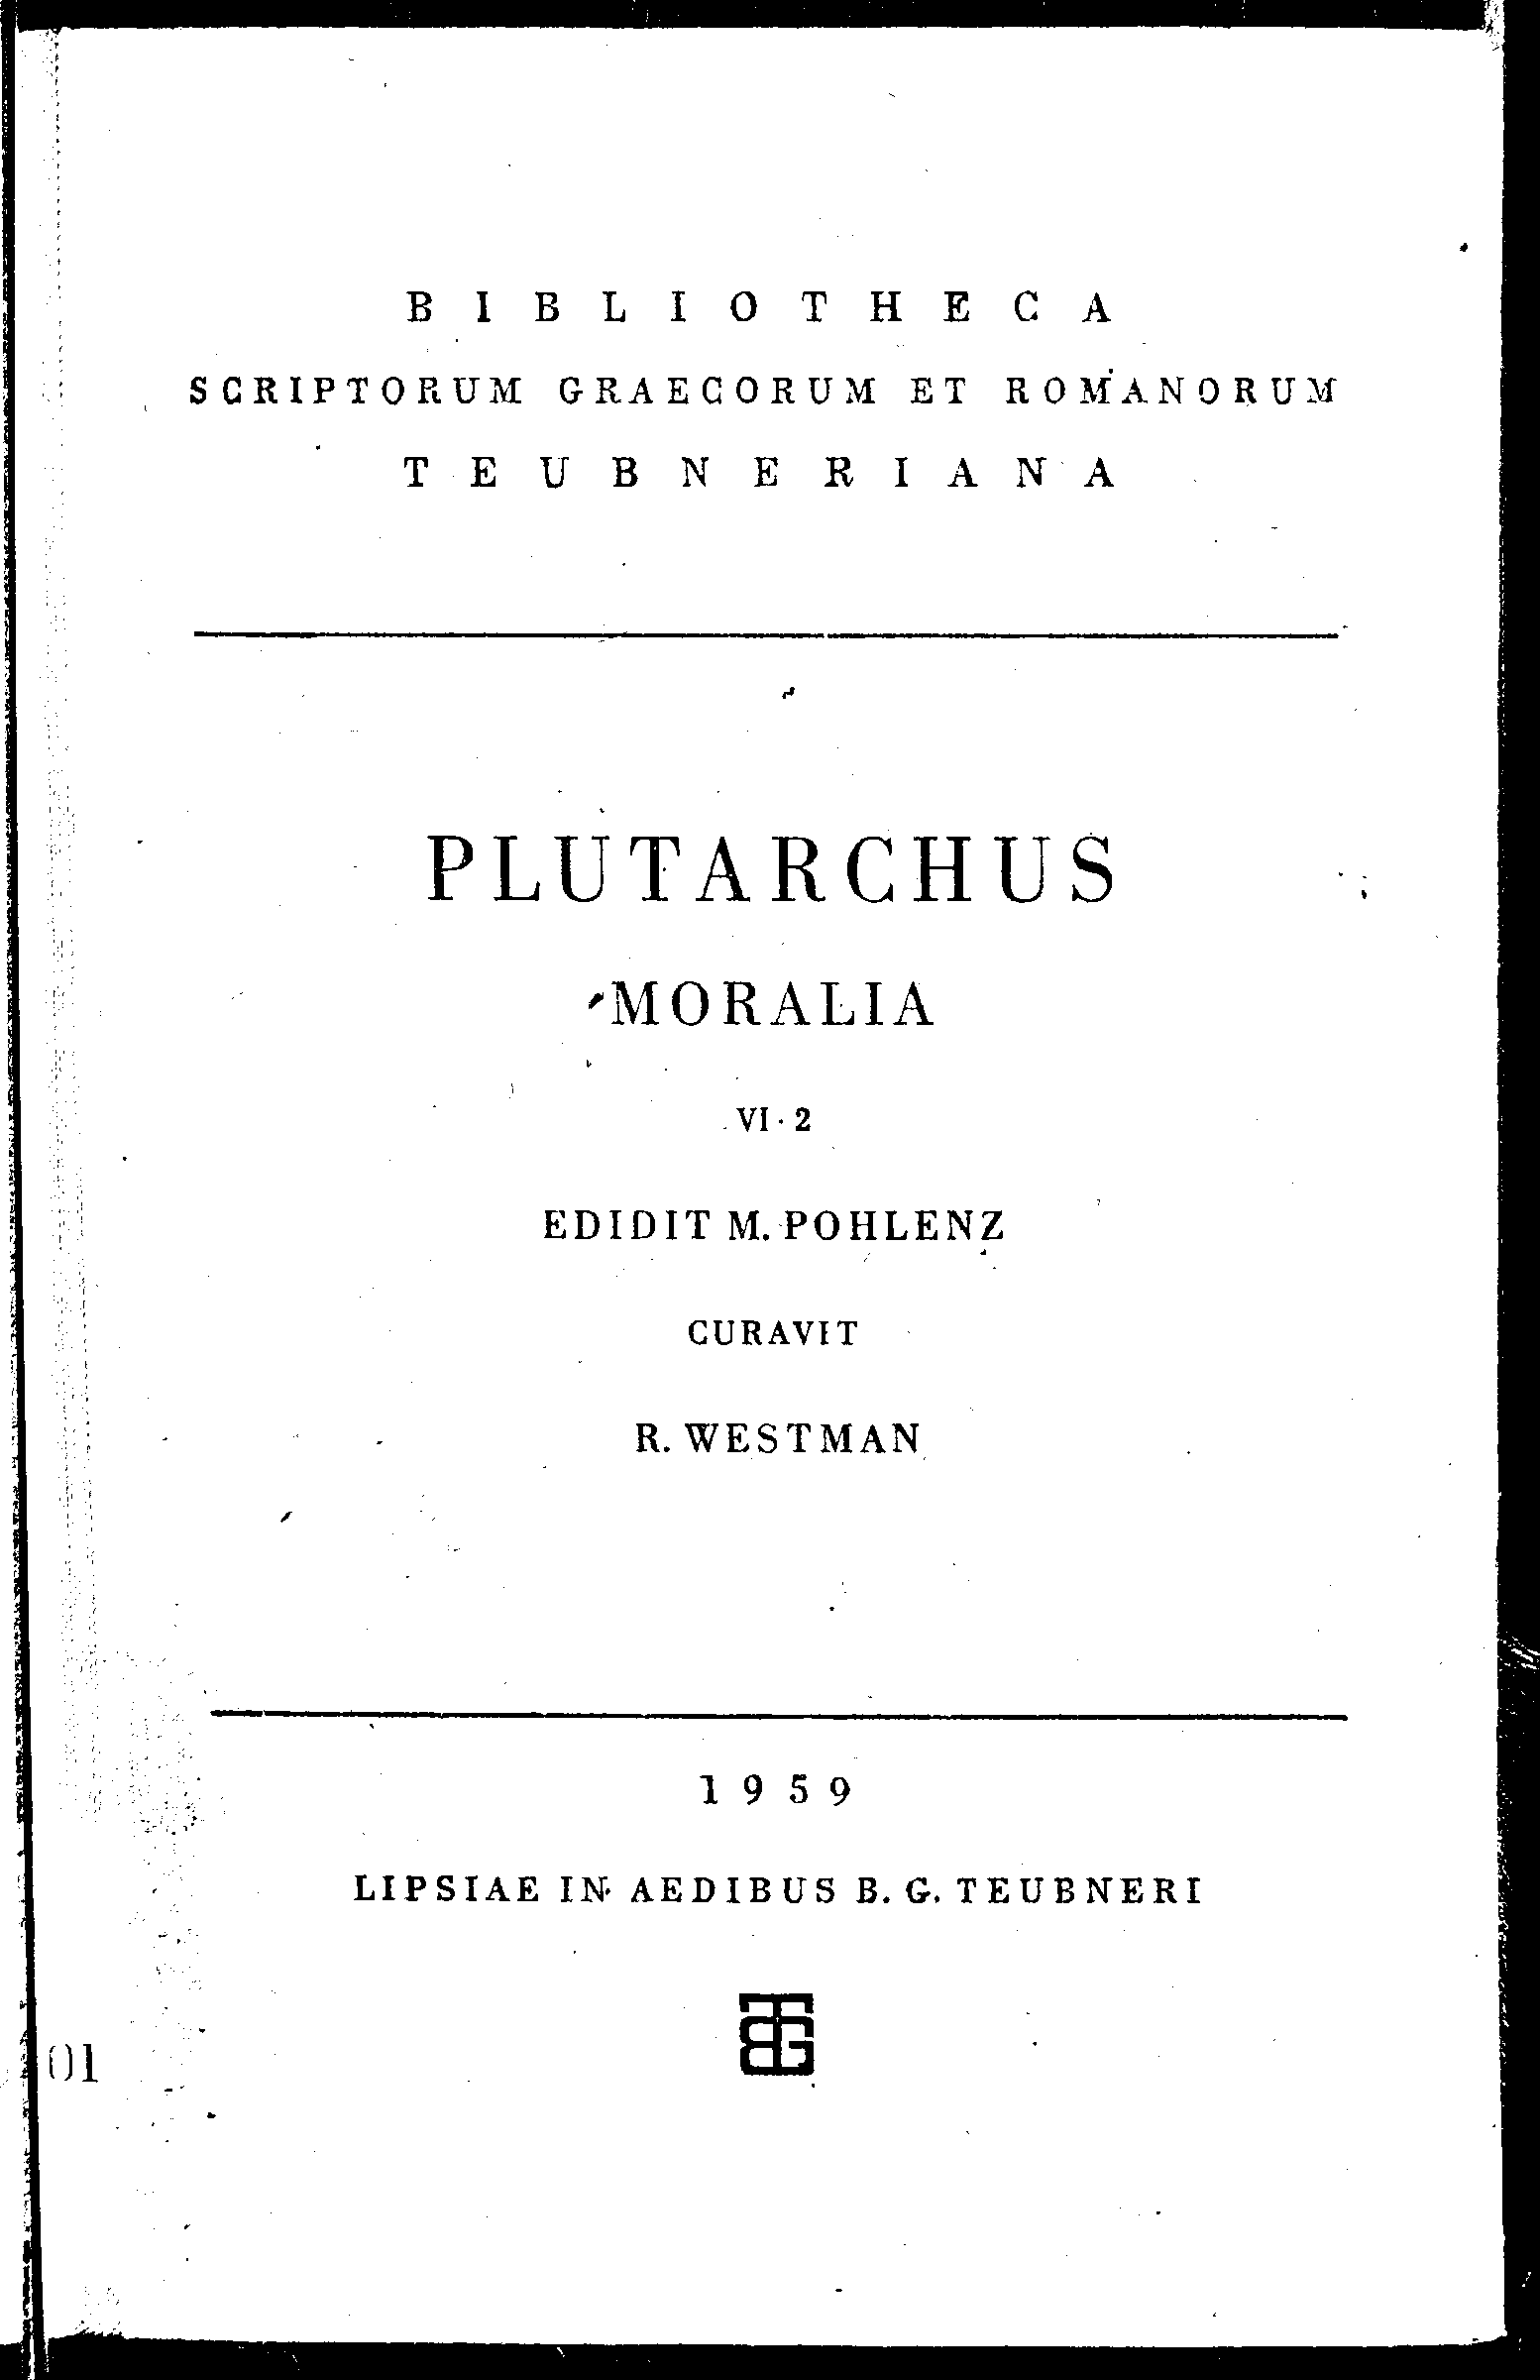 BIBLIOTHECA
SCRIPTORUM GRAECORUM ET ROMANORUM
TEUBNERIANA
PLUTARCHUS
MORALIA
VI · 2
EDIDIT M. POHLENZ
CURAVIT
R. WESTMAN
1959
LIPSIAE IN AEDIBUS B. G. TEUBNERI
BTG
01